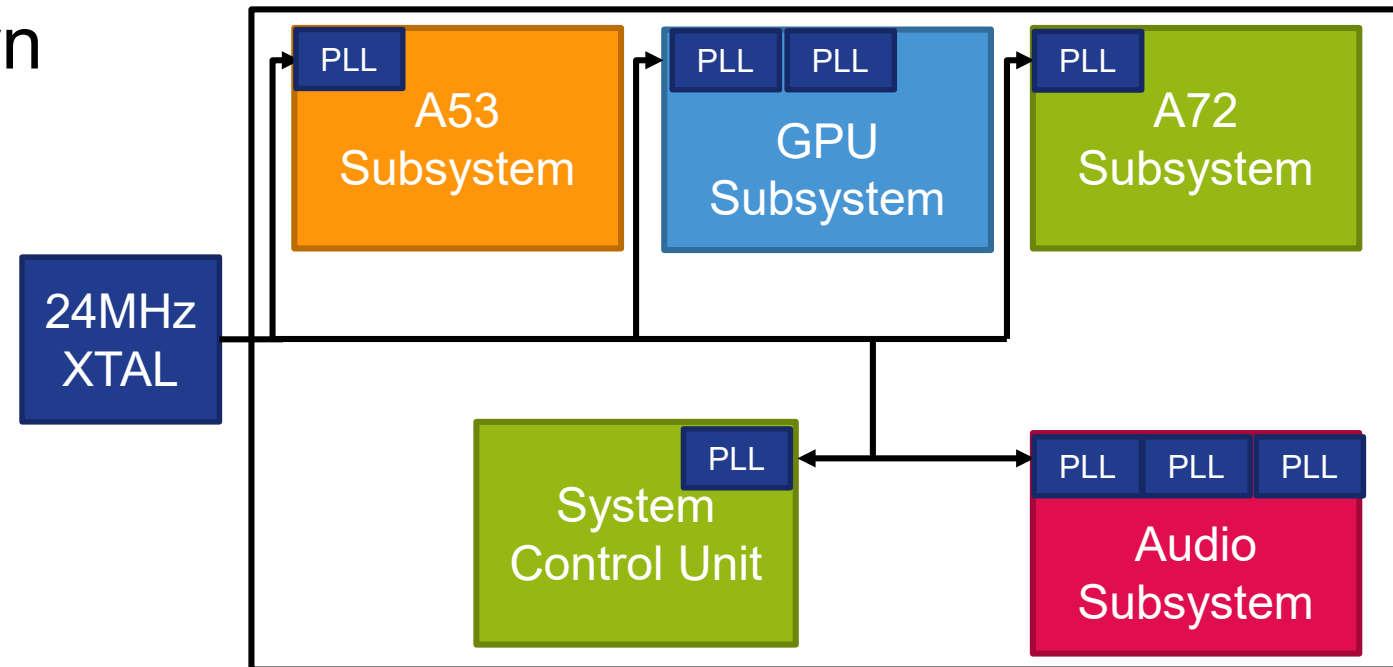 PLL
A53
Subsystem
PLL PLL
GPU
Subsystem
PLL
A72
Subsystem
24MHz
XTAL
PLL
System
Control Unit
PLL PLL PLL
Audio
Subsystem